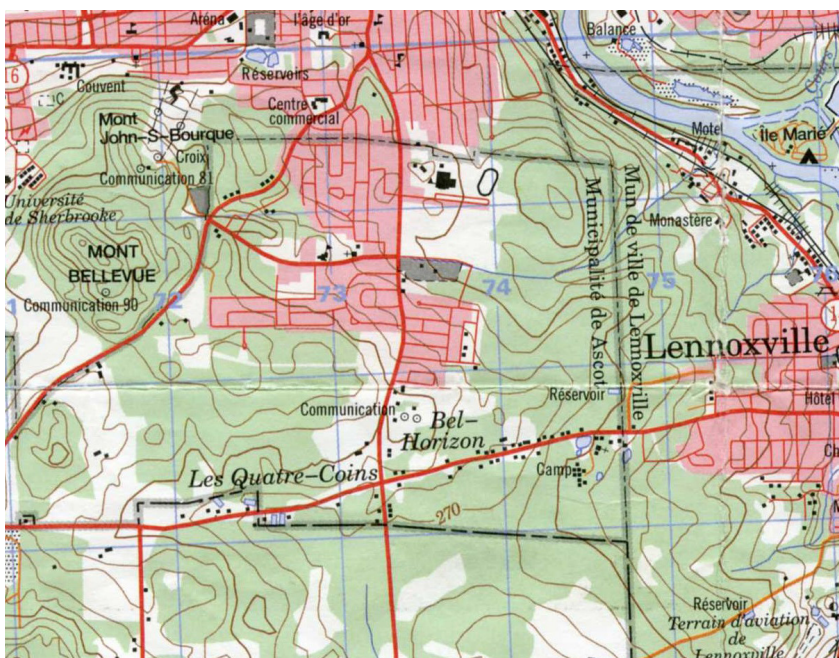 Aréna
l'âge d'or
Balance
16
Couvent
Réservoirs
Centre
commercial
Mont
John-S-Bourque
Croix
Communication 81
Motel
Île Marie
Université
de Sherbrooke
Monastère
MONT
BELLEVUE
Communication 90
72
73
74
75
Municipalité de Ascot
Mun de ville de Lennoxville
Lennoxville
Réservoir
Hôtel
Communication
Bel-
Horizon
Les Quatre-Coins
Camp
270
Réservoir
Terrain d'aviation
de
Lennoxville